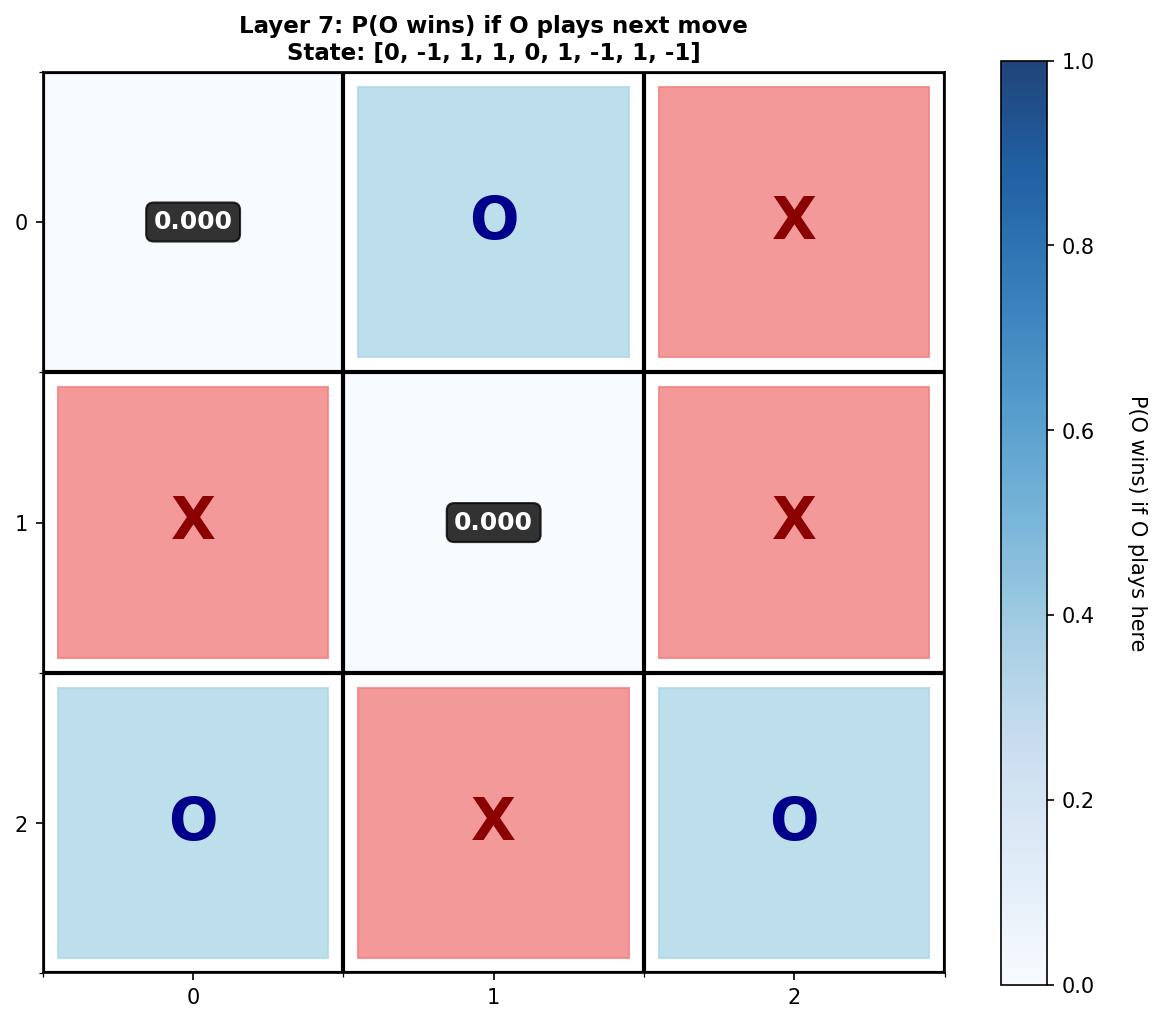 Layer 7: P(O wins) if O plays next move
State: [0, -1, 1, 1, 0, 1, -1, 1, -1]
0
0.000
O
X
1
X
0.000
X
2
O
X
O
0
1
2
1.0
0.8
0.6
0.4
0.2
0.0
P(O wins) if O plays here